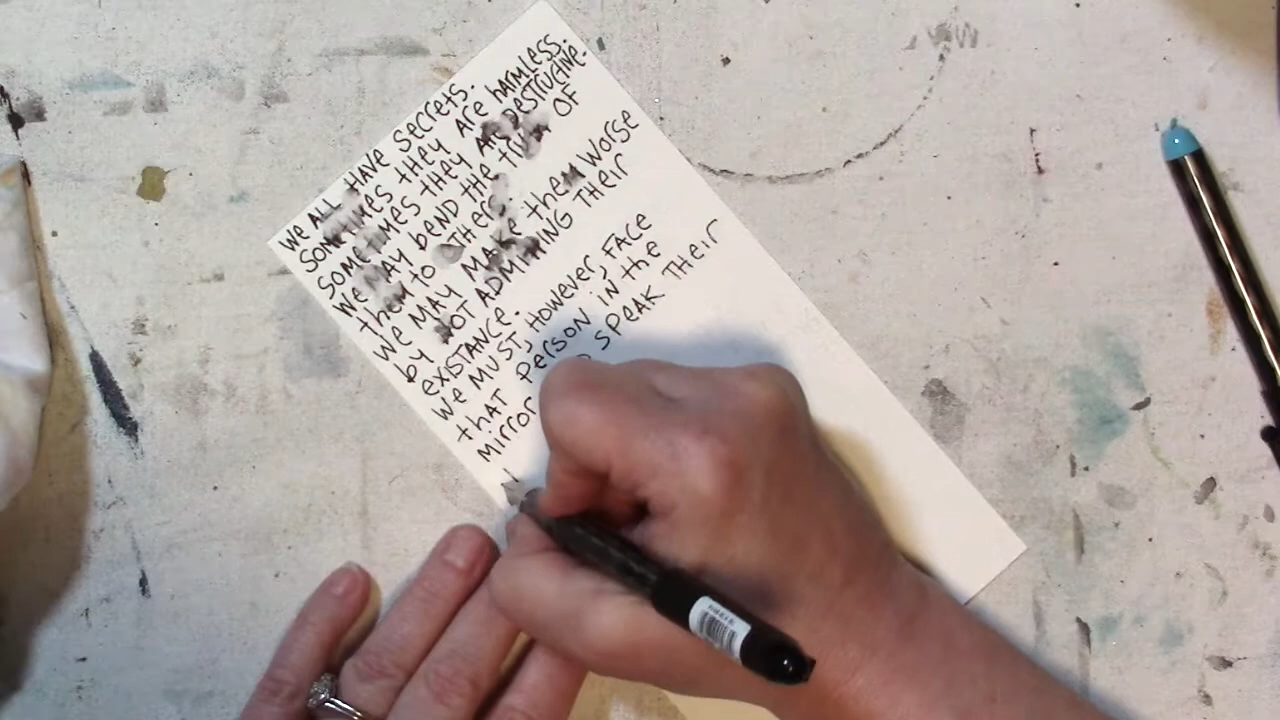 We ALL HAVE SecreTs.
SOMETIMES THEY Are HArMLess.
SOMETIMES THEY Are DESTrUCTIVE.
We MAY bEND THE TrUTH OF
theM TO OTHErS.
We MAY MAKe theM Worse
by NOT ADMITTING THEir
eXISTANCE.
We MUST, However, FACE
tHAT Person IN the
Mirror speAK THeir